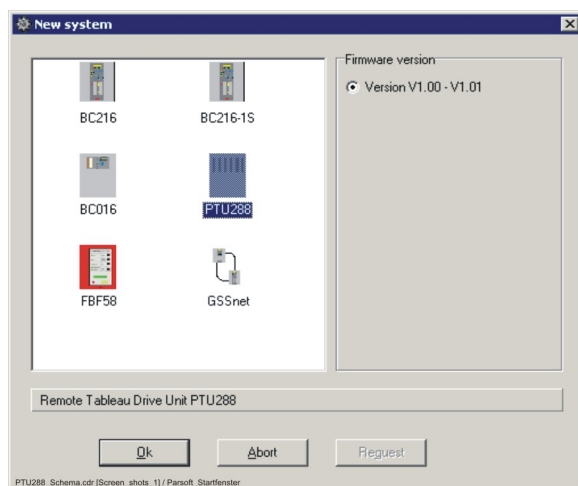 New system
Firmware version
Version V1.00 - V1.01
BC216
BC216-1S
BC016
PTU288
FBF58
GSSnet
Remote Tableau Drive Unit PTU288
Ok
Abort
Reguest
PTU288_Schema.cdr [Screen_shots_1] / Parsoft_Startfenster